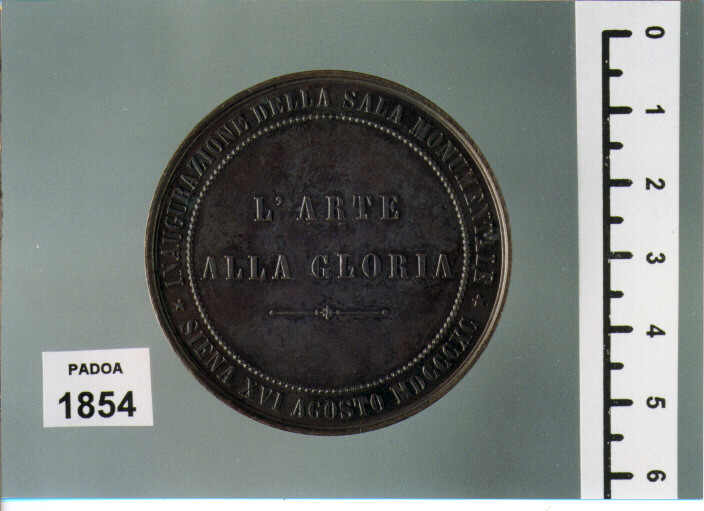 INAUGURAZIONE DELLA SALA MONUMENTALE
L' ARTE
ALLA GLORIA
SIENA XVI AGOSTO MDCCCXC
PADOA
1854
0
1
2
3
4
5
6